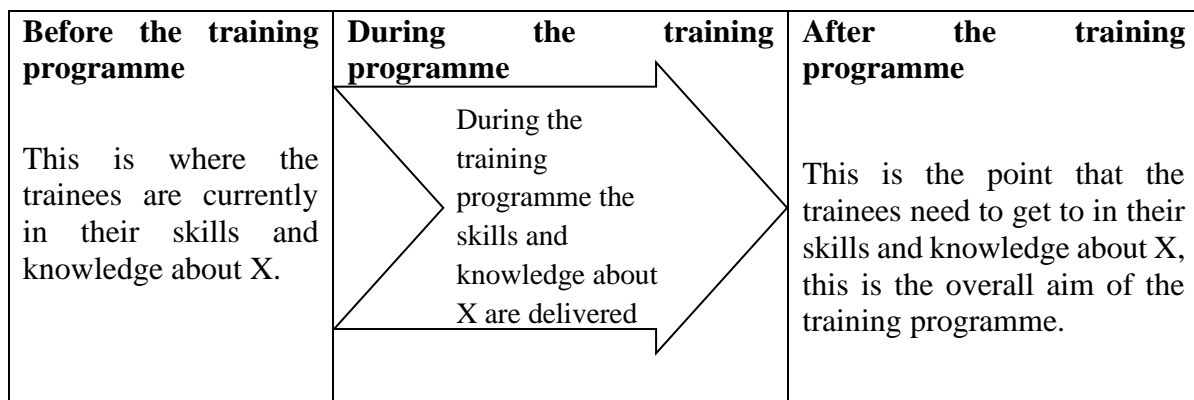 Before the training
programme
This is where the
trainees are currently
in their skills and
knowledge about X.
During the training
programme
During the
training
programme the
skills and
knowledge about
X are delivered
After the training
programme
This is the point that the
trainees need to get to in their
skills and knowledge about X,
this is the overall aim of the
training programme.